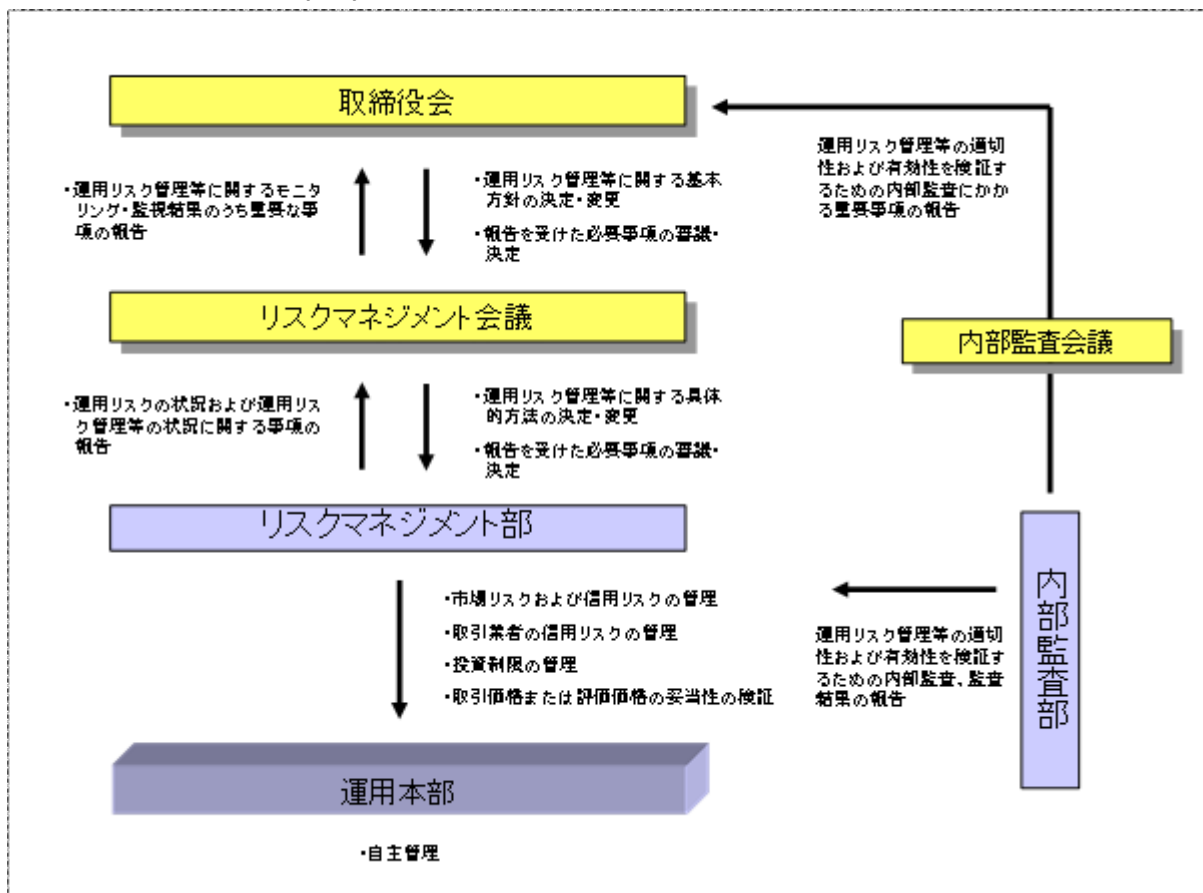 取締役会
・運用リスク管理等に関するモニ
タリング・監視結果のうち重要な事
項の報告
・運用リスク管理等に関する基本
方針の決定・変更
・報告を受けた必要事項の審議・
決定
運用リスク管理等の適切
性および有効性を検証す
るための内部監査にかか
る重要事項の報告
リスクマネジメント会議
内部監査会議
・運用リスクの状況および運用リス
ク管理等の状況に関する事項の
報告
・運用リスク管理等に関する具体
的方法の決定・変更
・報告を受けた必要事項の審議・
決定
リスクマネジメント部
・市場リスクおよび信用リスクの管理
・取引業者の信用リスクの管理
・投資制限の管理
・取引価格または評価価格の妥当性の検証
運用リスク管理等の適切
性および有効性を検証す
るための内部監査、監査
結果の報告
内部監査部
運用本部
・自主管理